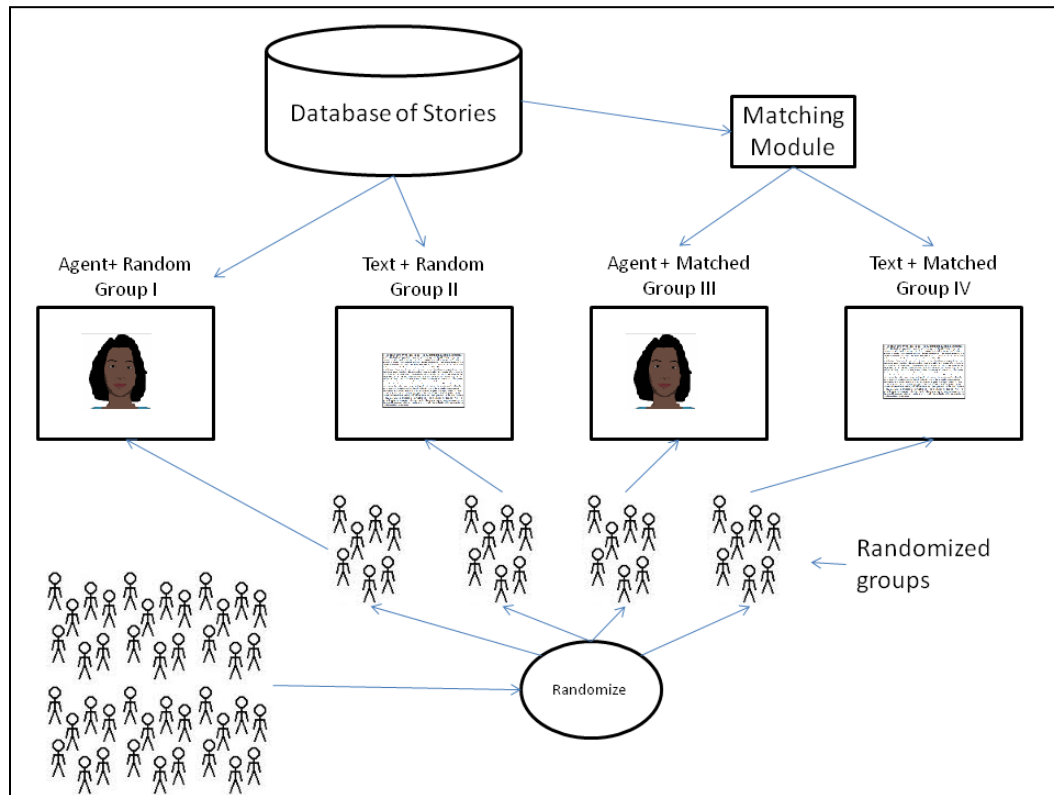 Database of Stories
Matching
Module
Agent+ Random
Group I
Text + Random
Group II
Agent + Matched
Group III
Text + Matched
Group IV
Randomized
groups
Randomize